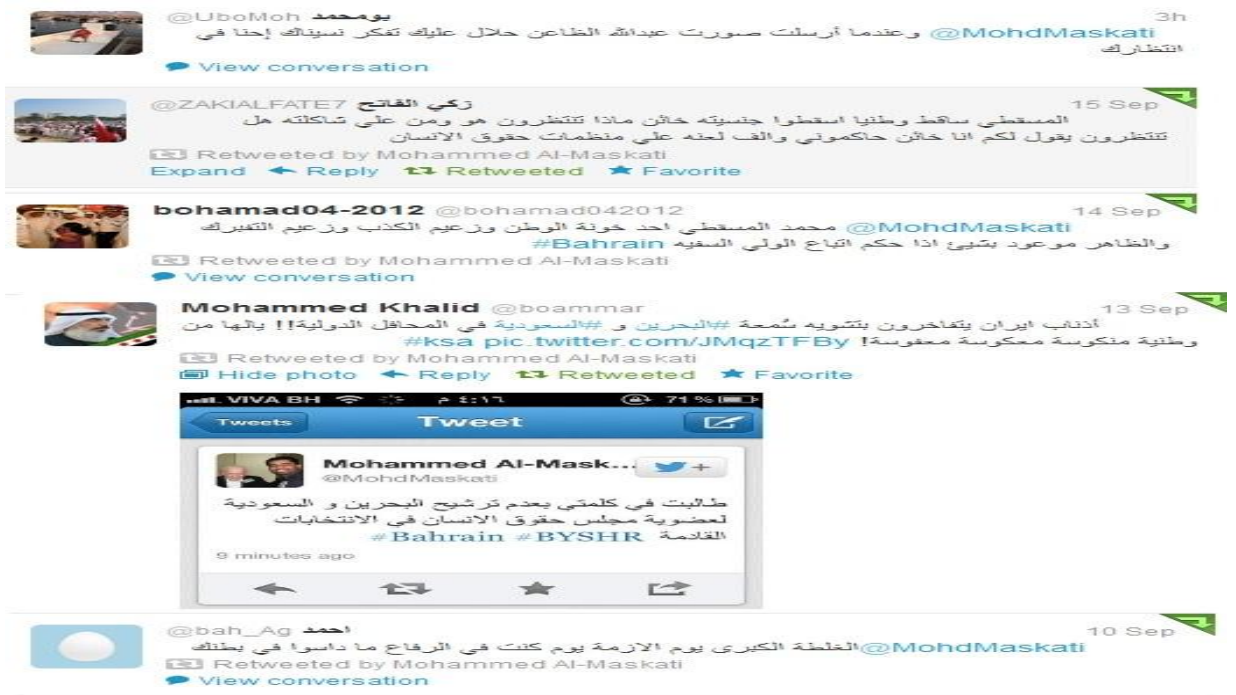 بومحمد @UboMoh 3h
@MohdMaskati وعندما أرسلت صورت عبدالله الظاعن حلال عليك تفكر نسيناك إحنا في
انتظارك
View conversation
زكي الفاتح @ZAKIALFATE7 15 Sep
المسقطي ساقط وطنيا اسقطوا جنسيته خائن ماذا تنتظرون هو ومن علي شاكلته هل
تنتظرون يقول لكم انا خائن حاكموني والف لعنه علي منظمات حقوق الانسان
Retweeted by Mohammed Al-Maskati
Expand Reply Retweeted Favorite
bohamad04-2012 @bohamad042012 14 Sep
@MohdMaskati محمد المسقطي احد خونة الوطن وزعيم الكذب وزعيم التفبرك
والظاهر موعود بشيئ اذا حكم اتباع الولي السفيه #Bahrain
Retweeted by Mohammed Al-Maskati
View conversation
Mohammed Khalid @boammar 13 Sep
أذناب ايران يتفاخرون بتشويه سُمعة #البحرين و #السعودية في المحافل الدولية!! يالها من
وطنية منكوسة معكوسة معفوسة! #ksa pic.twitter.com/JMqzTFBy
Retweeted by Mohammed Al-Maskati
Hide photo Reply Retweeted Favorite
VIVA BH ٤:١٦ م 71 %
Tweets Tweet
Mohammed Al-Mask...
@MohdMaskati
طالبت في كلمتي بعدم ترشيح البحرين و السعودية
لعضوية مجلس حقوق الانسان في الانتخابات
القادمة #Bahrain #BYSHR
9 minutes ago
احمد @bah_Ag 10 Sep
@MohdMaskati الغلطة الكبرى يوم الازمة يوم كنت في الرفاع ما داسوا في بطنك
Retweeted by Mohammed Al-Maskati
View conversation